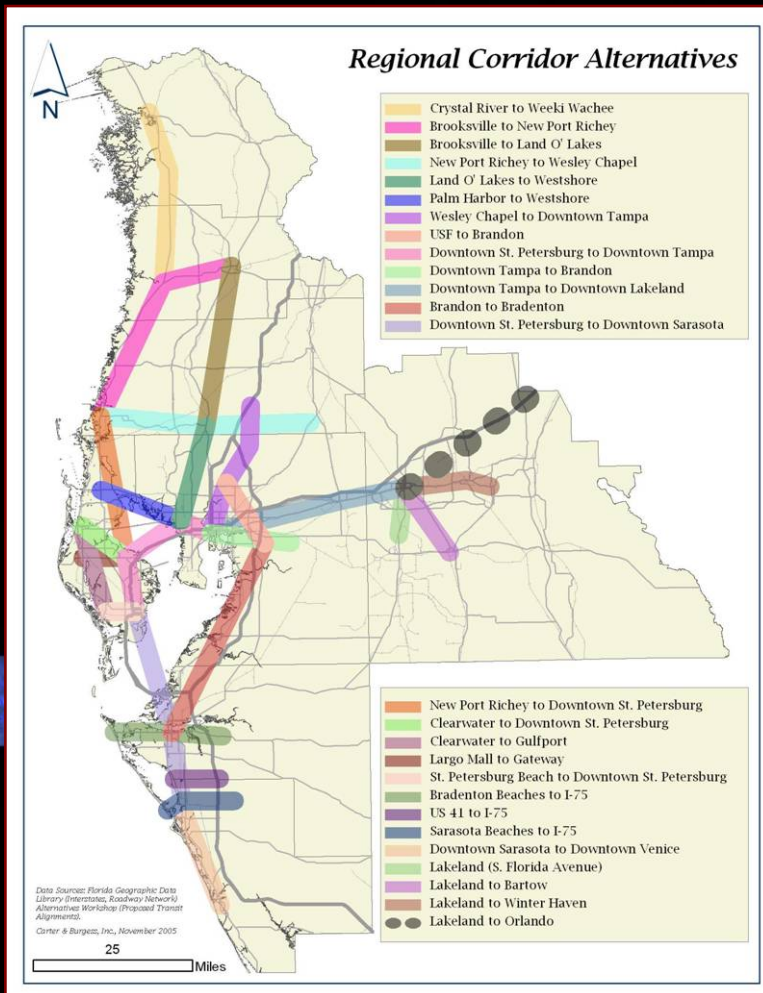 Regional Corridor Alternatives
N
Crystal River to Weeki Wachee
Brooksville to New Port Richey
Brooksville to Land O' Lakes
New Port Richey to Wesley Chapel
Land O' Lakes to Westshore
Palm Harbor to Westshore
Wesley Chapel to Downtown Tampa
USF to Brandon
Downtown St. Petersburg to Downtown Tampa
Downtown Tampa to Brandon
Downtown Tampa to Downtown Lakeland
Brandon to Bradenton
Downtown St. Petersburg to Downtown Sarasota
New Port Richey to Downtown St. Petersburg
Clearwater to Downtown St. Petersburg
Clearwater to Gulfport
Largo Mall to Gateway
St. Petersburg Beach to Downtown St. Petersburg
Bradenton Beaches to I-75
US 41 to I-75
Sarasota Beaches to I-75
Downtown Sarasota to Downtown Venice
Lakeland (S. Florida Avenue)
Lakeland to Bartow
Lakeland to Winter Haven
Lakeland to Orlando
Data Sources: Florida Geographic Data
Library (Interstates, Roadway Network)
Alternatives Workshop (Proposed Transit
Alignments).
Carter & Burgess, Inc., November 2005
25
Miles